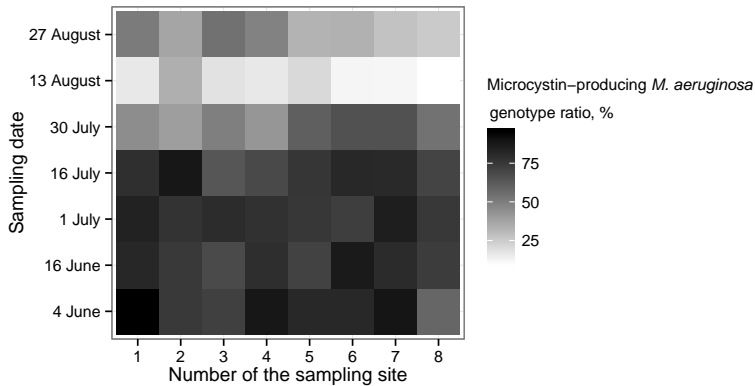 27 August
13 August
30 July
16 July
1 July
16 June
4 June
Sampling date
1 2 3 4 5 6 7 8
Number of the sampling site
Microcystin−producing M. aeruginosa
genotype ratio, %
75
50
25